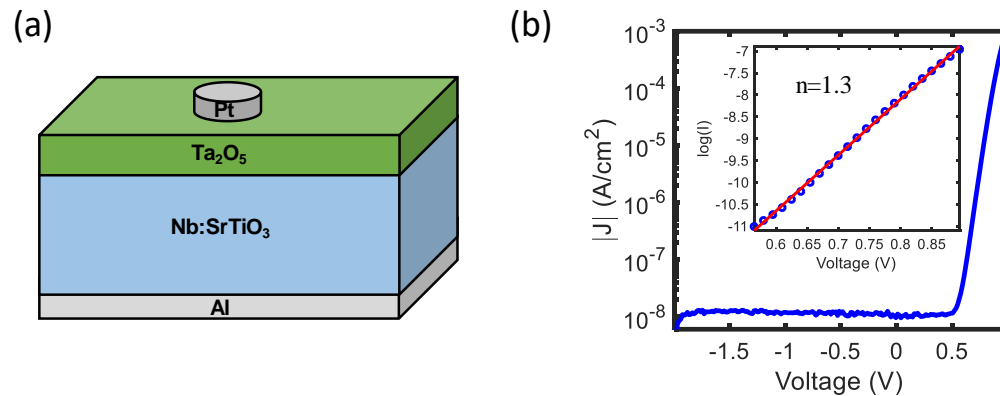 (a)
Pt
Ta₂O₅
Nb:SrTiO₃
Al
(b)
|J| (A/cm²)
10⁻³
10⁻⁴
10⁻⁵
10⁻⁶
10⁻⁷
10⁻⁸
-1.5 -1 -0.5 0 0.5
Voltage (V)
n=1.3
log(I)
-7
-7.5
-8
-8.5
-9
-9.5
-10
-10.5
-11
0.6 0.65 0.7 0.75 0.8 0.85
Voltage (V)